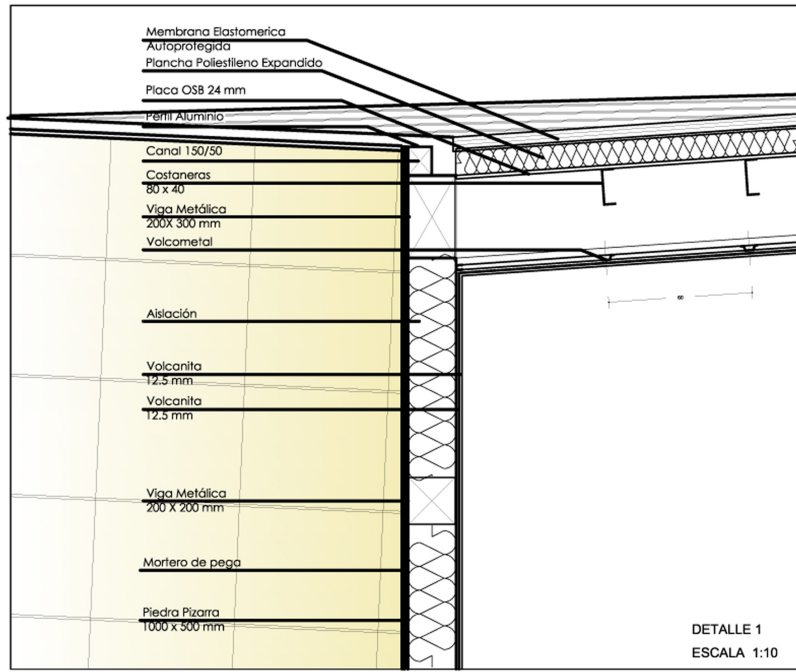 Membrana Elastomerica
Autoprotegida
Plancha Poliestileno Expandido
Placa OSB 24 mm
Perfil Aluminio
Canal 150/50
Costaneras
80 x 40
Viga Metálica
200X 300 mm
Volcometal
60
Aislación
Volcanita
12.5 mm
Volcanita
12.5 mm
Viga Metálica
200 X 200 mm
Mortero de pega
Piedra Pizarra
1000 x 500 mm
DETALLE 1
ESCALA 1:10